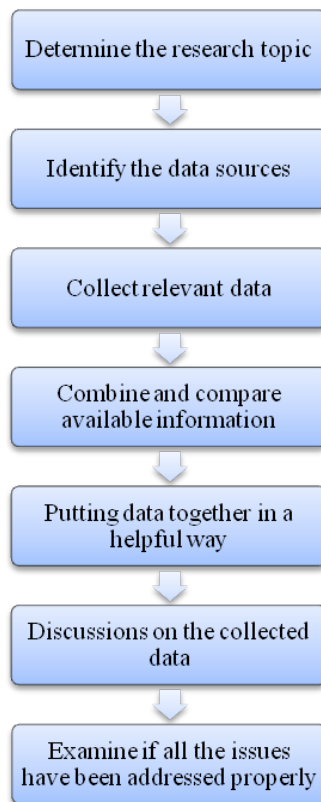 Determine the research topic
Identify the data sources
Collect relevant data
Combine and compare
available information
Putting data together in a
helpful way
Discussions on the collected
data
Examine if all the issues
have been addressed properly